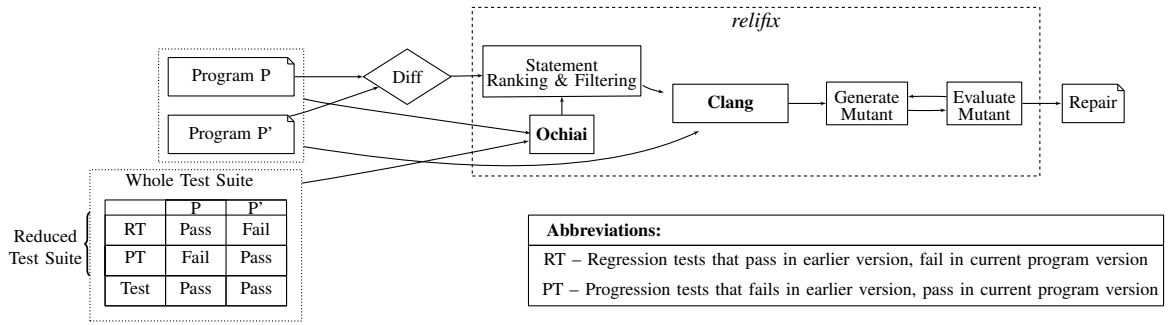 relifix
Program P
Diff
Statement
Ranking & Filtering
Clang
Generate
Mutant
Evaluate
Mutant
Repair
Program P’
Ochiai
Whole Test Suite
P P’
Reduced
Test Suite
RT Pass Fail
PT Fail Pass
Test Pass Pass
Abbreviations:
RT – Regression tests that pass in earlier version, fail in current program version
PT – Progression tests that fails in earlier version, pass in current program version